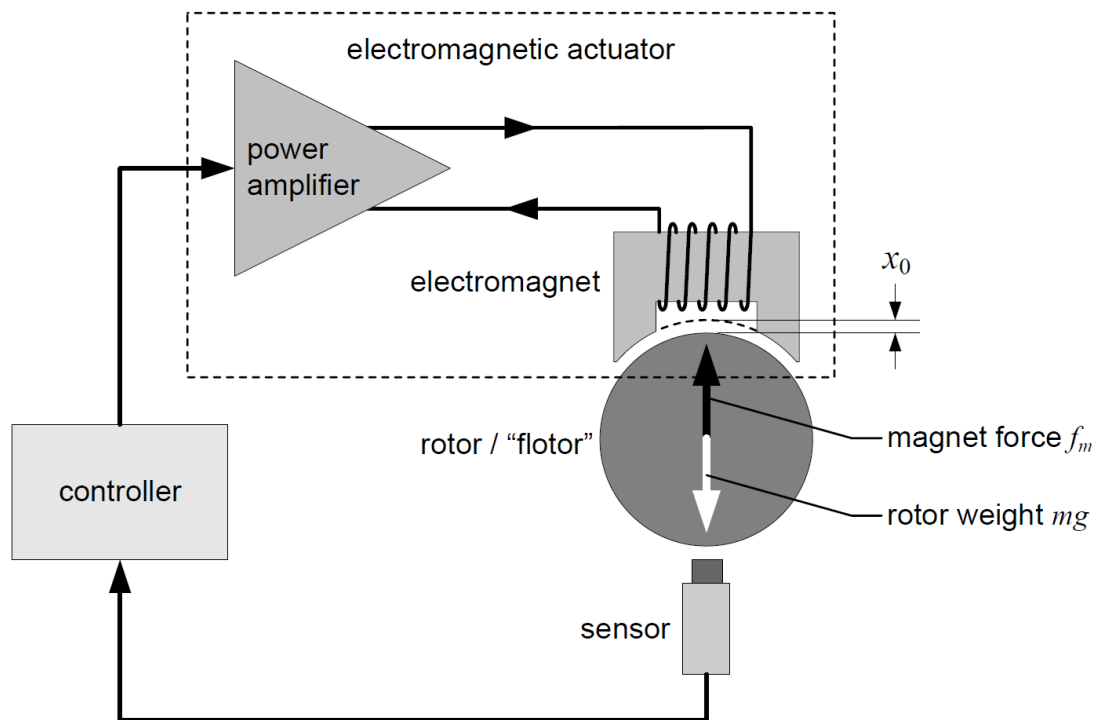 electromagnetic actuator
power
amplifier
electromagnet
x0
rotor / “flotor”
magnet force fm
controller
rotor weight mg
sensor